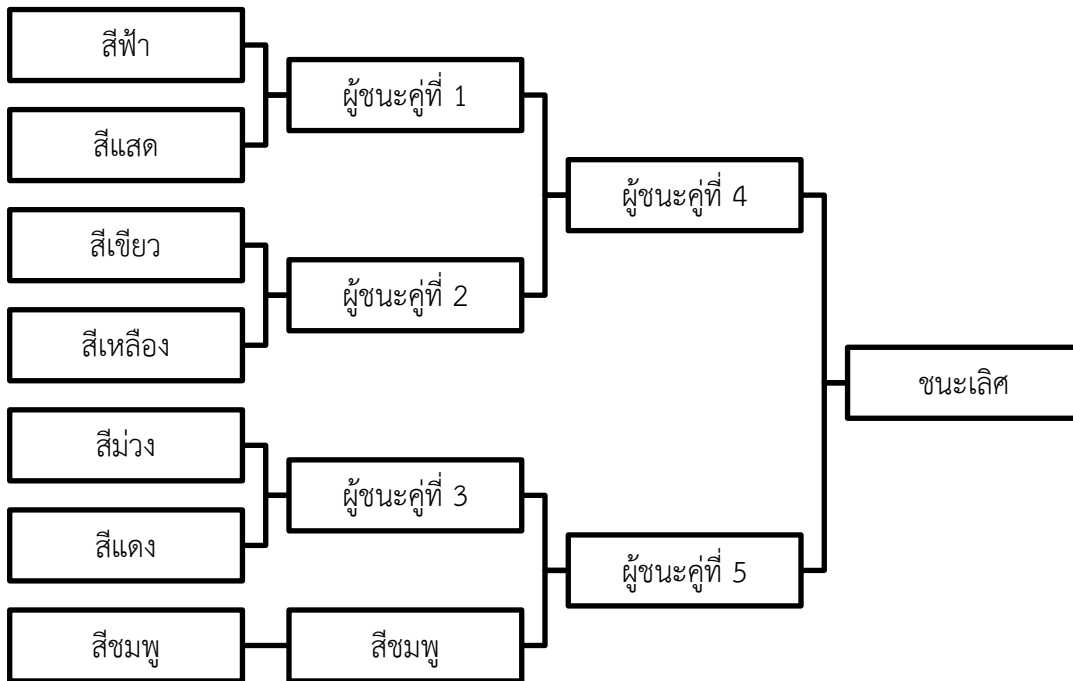 สีฟ้า
สีแสด
สีเขียว
สีเหลือง
สีม่วง
สีแดง
สีชมพู
ผู้ชนะคู่ที่ 1
ผู้ชนะคู่ที่ 2
ผู้ชนะคู่ที่ 3
สีชมพู
ผู้ชนะคู่ที่ 4
ผู้ชนะคู่ที่ 5
ชนะเลิศ